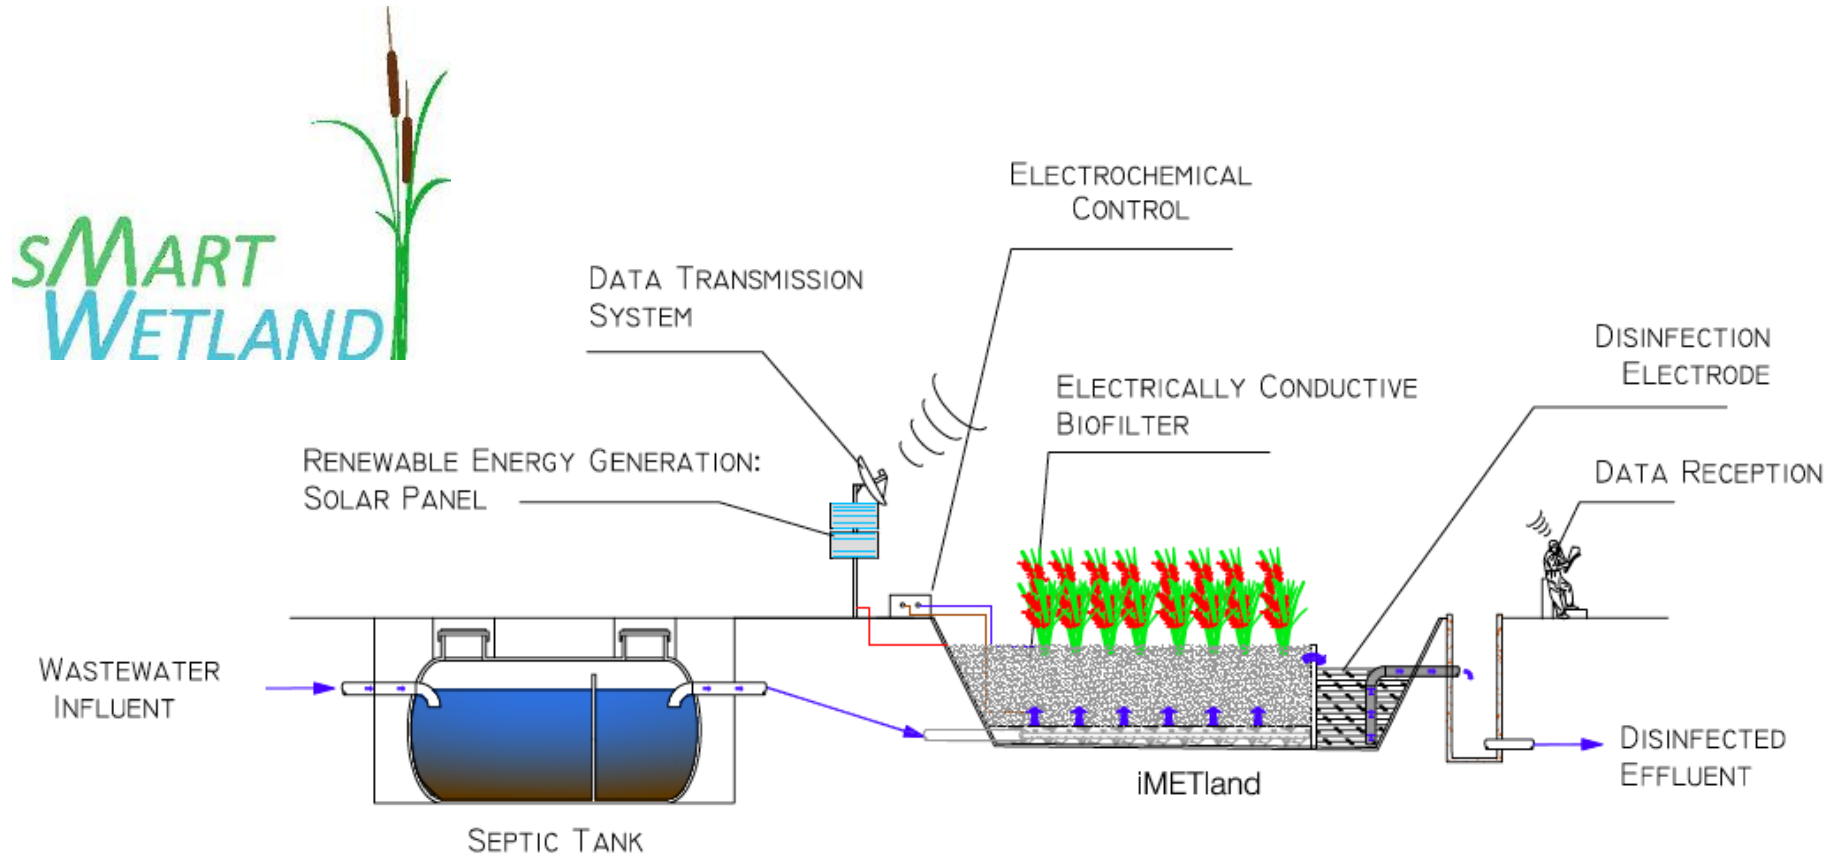 sMART
WETLAND
ELECTROCHEMICAL
CONTROL
DATA TRANSMISSION
SYSTEM
DISINFECTION
ELECTRODE
ELECTRICALLY CONDUCTIVE
BIOFILTER
RENEWABLE ENERGY GENERATION:
SOLAR PANEL
DATA RECEPTION
WASTEWATER
INFLUENT
DISINFECTED
EFFLUENT
iMETland
SEPTIC TANK